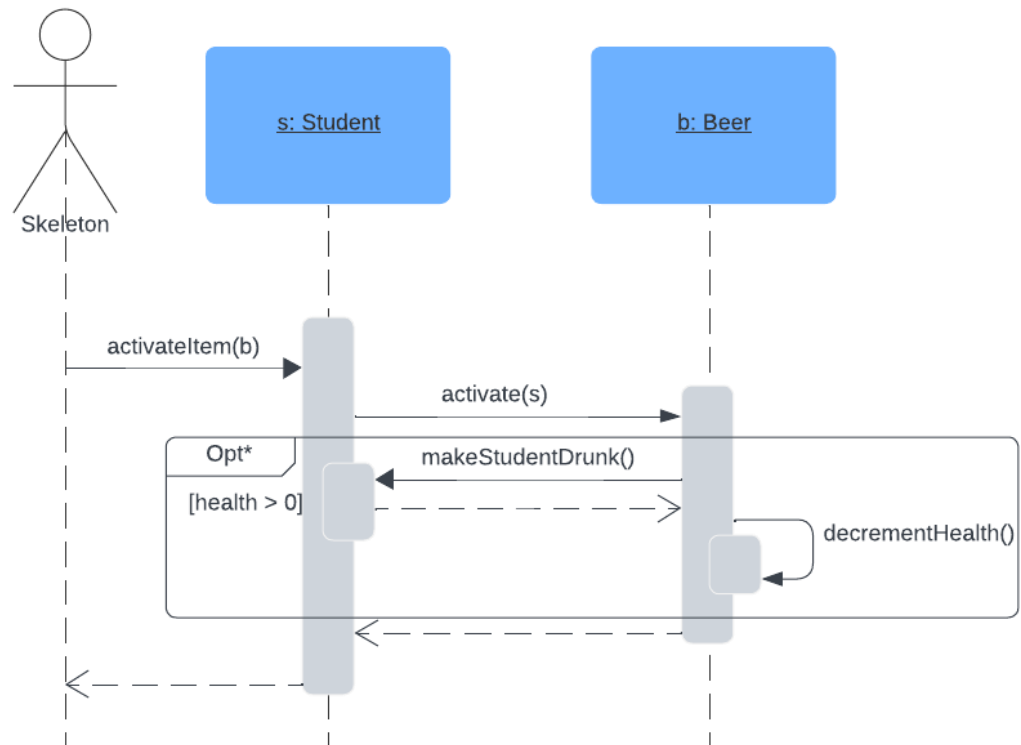 Skeleton
s: Student
b: Beer
activateItem(b)
activate(s)
Opt*
makeStudentDrunk()
[health > 0]
decrementHealth()